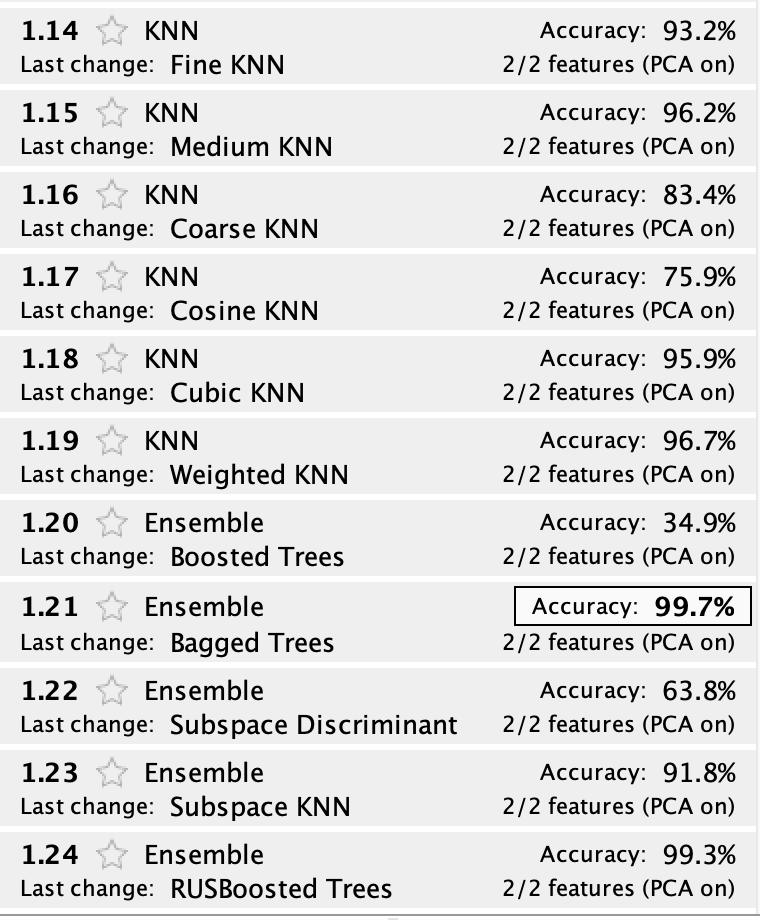 1.14 KNN Accuracy: 93.2%
Last change: Fine KNN 2/2 features (PCA on)
1.15 KNN Accuracy: 96.2%
Last change: Medium KNN 2/2 features (PCA on)
1.16 KNN Accuracy: 83.4%
Last change: Coarse KNN 2/2 features (PCA on)
1.17 KNN Accuracy: 75.9%
Last change: Cosine KNN 2/2 features (PCA on)
1.18 KNN Accuracy: 95.9%
Last change: Cubic KNN 2/2 features (PCA on)
1.19 KNN Accuracy: 96.7%
Last change: Weighted KNN 2/2 features (PCA on)
1.20 Ensemble Accuracy: 34.9%
Last change: Boosted Trees 2/2 features (PCA on)
1.21 Ensemble Accuracy: 99.7%
Last change: Bagged Trees 2/2 features (PCA on)
1.22 Ensemble Accuracy: 63.8%
Last change: Subspace Discriminant 2/2 features (PCA on)
1.23 Ensemble Accuracy: 91.8%
Last change: Subspace KNN 2/2 features (PCA on)
1.24 Ensemble Accuracy: 99.3%
Last change: RUSBoosted Trees 2/2 features (PCA on)